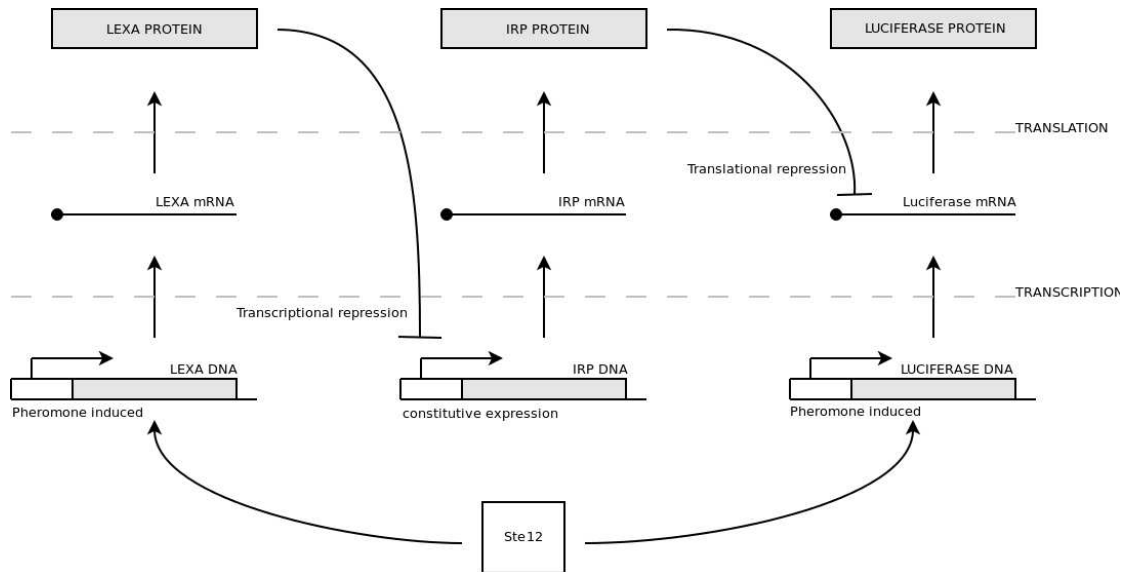 LEXA PROTEIN
IRP PROTEIN
LUCIFERASE PROTEIN
TRANSLATION
Translational repression
LEXA mRNA
IRP mRNA
Luciferase mRNA
TRANSCRIPTION
Transcriptional repression
LEXA DNA
IRP DNA
LUCIFERASE DNA
Pheromone induced
constitutive expression
Pheromone induced
Ste12